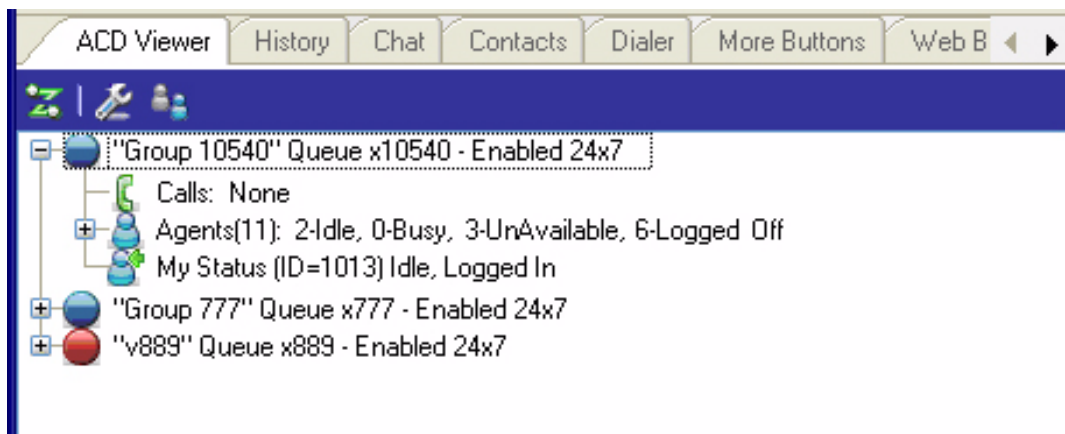 ACD Viewer History Chat Contacts Dialer More Buttons Web B
"Group 10540" Queue x10540 - Enabled 24x7
Calls: None
Agents(11): 2-Idle, 0-Busy, 3-UnAvailable, 6-Logged Off
My Status (ID=1013) Idle, Logged In
"Group 777" Queue x777 - Enabled 24x7
"v889" Queue x889 - Enabled 24x7